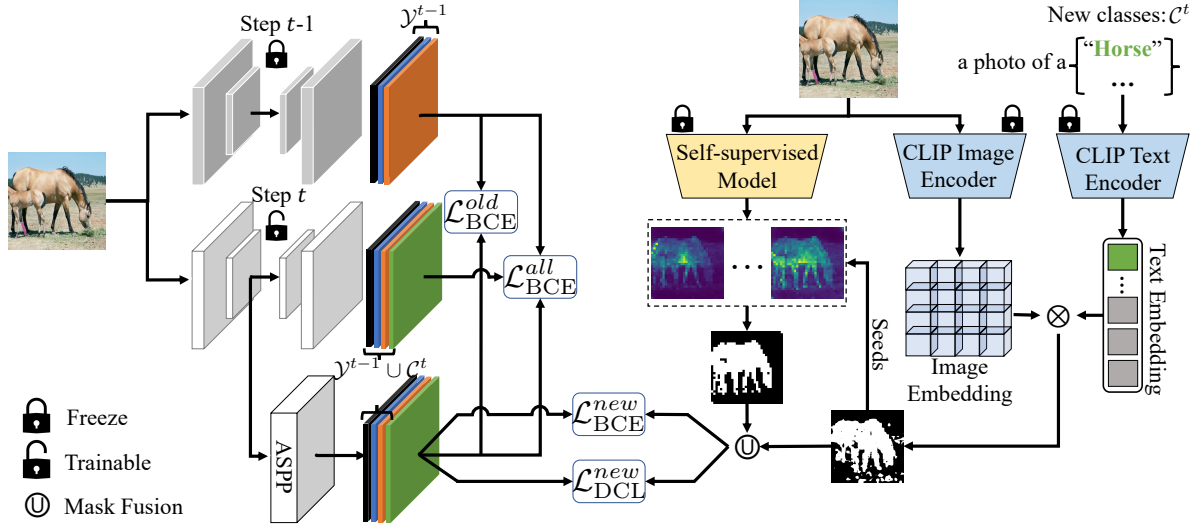 Step t-1
𝒴^{t-1}
New classes: 𝒞^t
a photo of a
“Horse”
...
Self-supervised
Model
CLIP Image
Encoder
CLIP Text
Encoder
Step t
ℒ^{old}_{BCE}
ℒ^{all}_{BCE}
...
Text Embedding
...
Seeds
Image
Embedding
𝒴^{t-1} ∪ 𝒞^t
Freeze
Trainable
Mask Fusion
ASPP
ℒ^{new}_{BCE}
ℒ^{new}_{DCL}